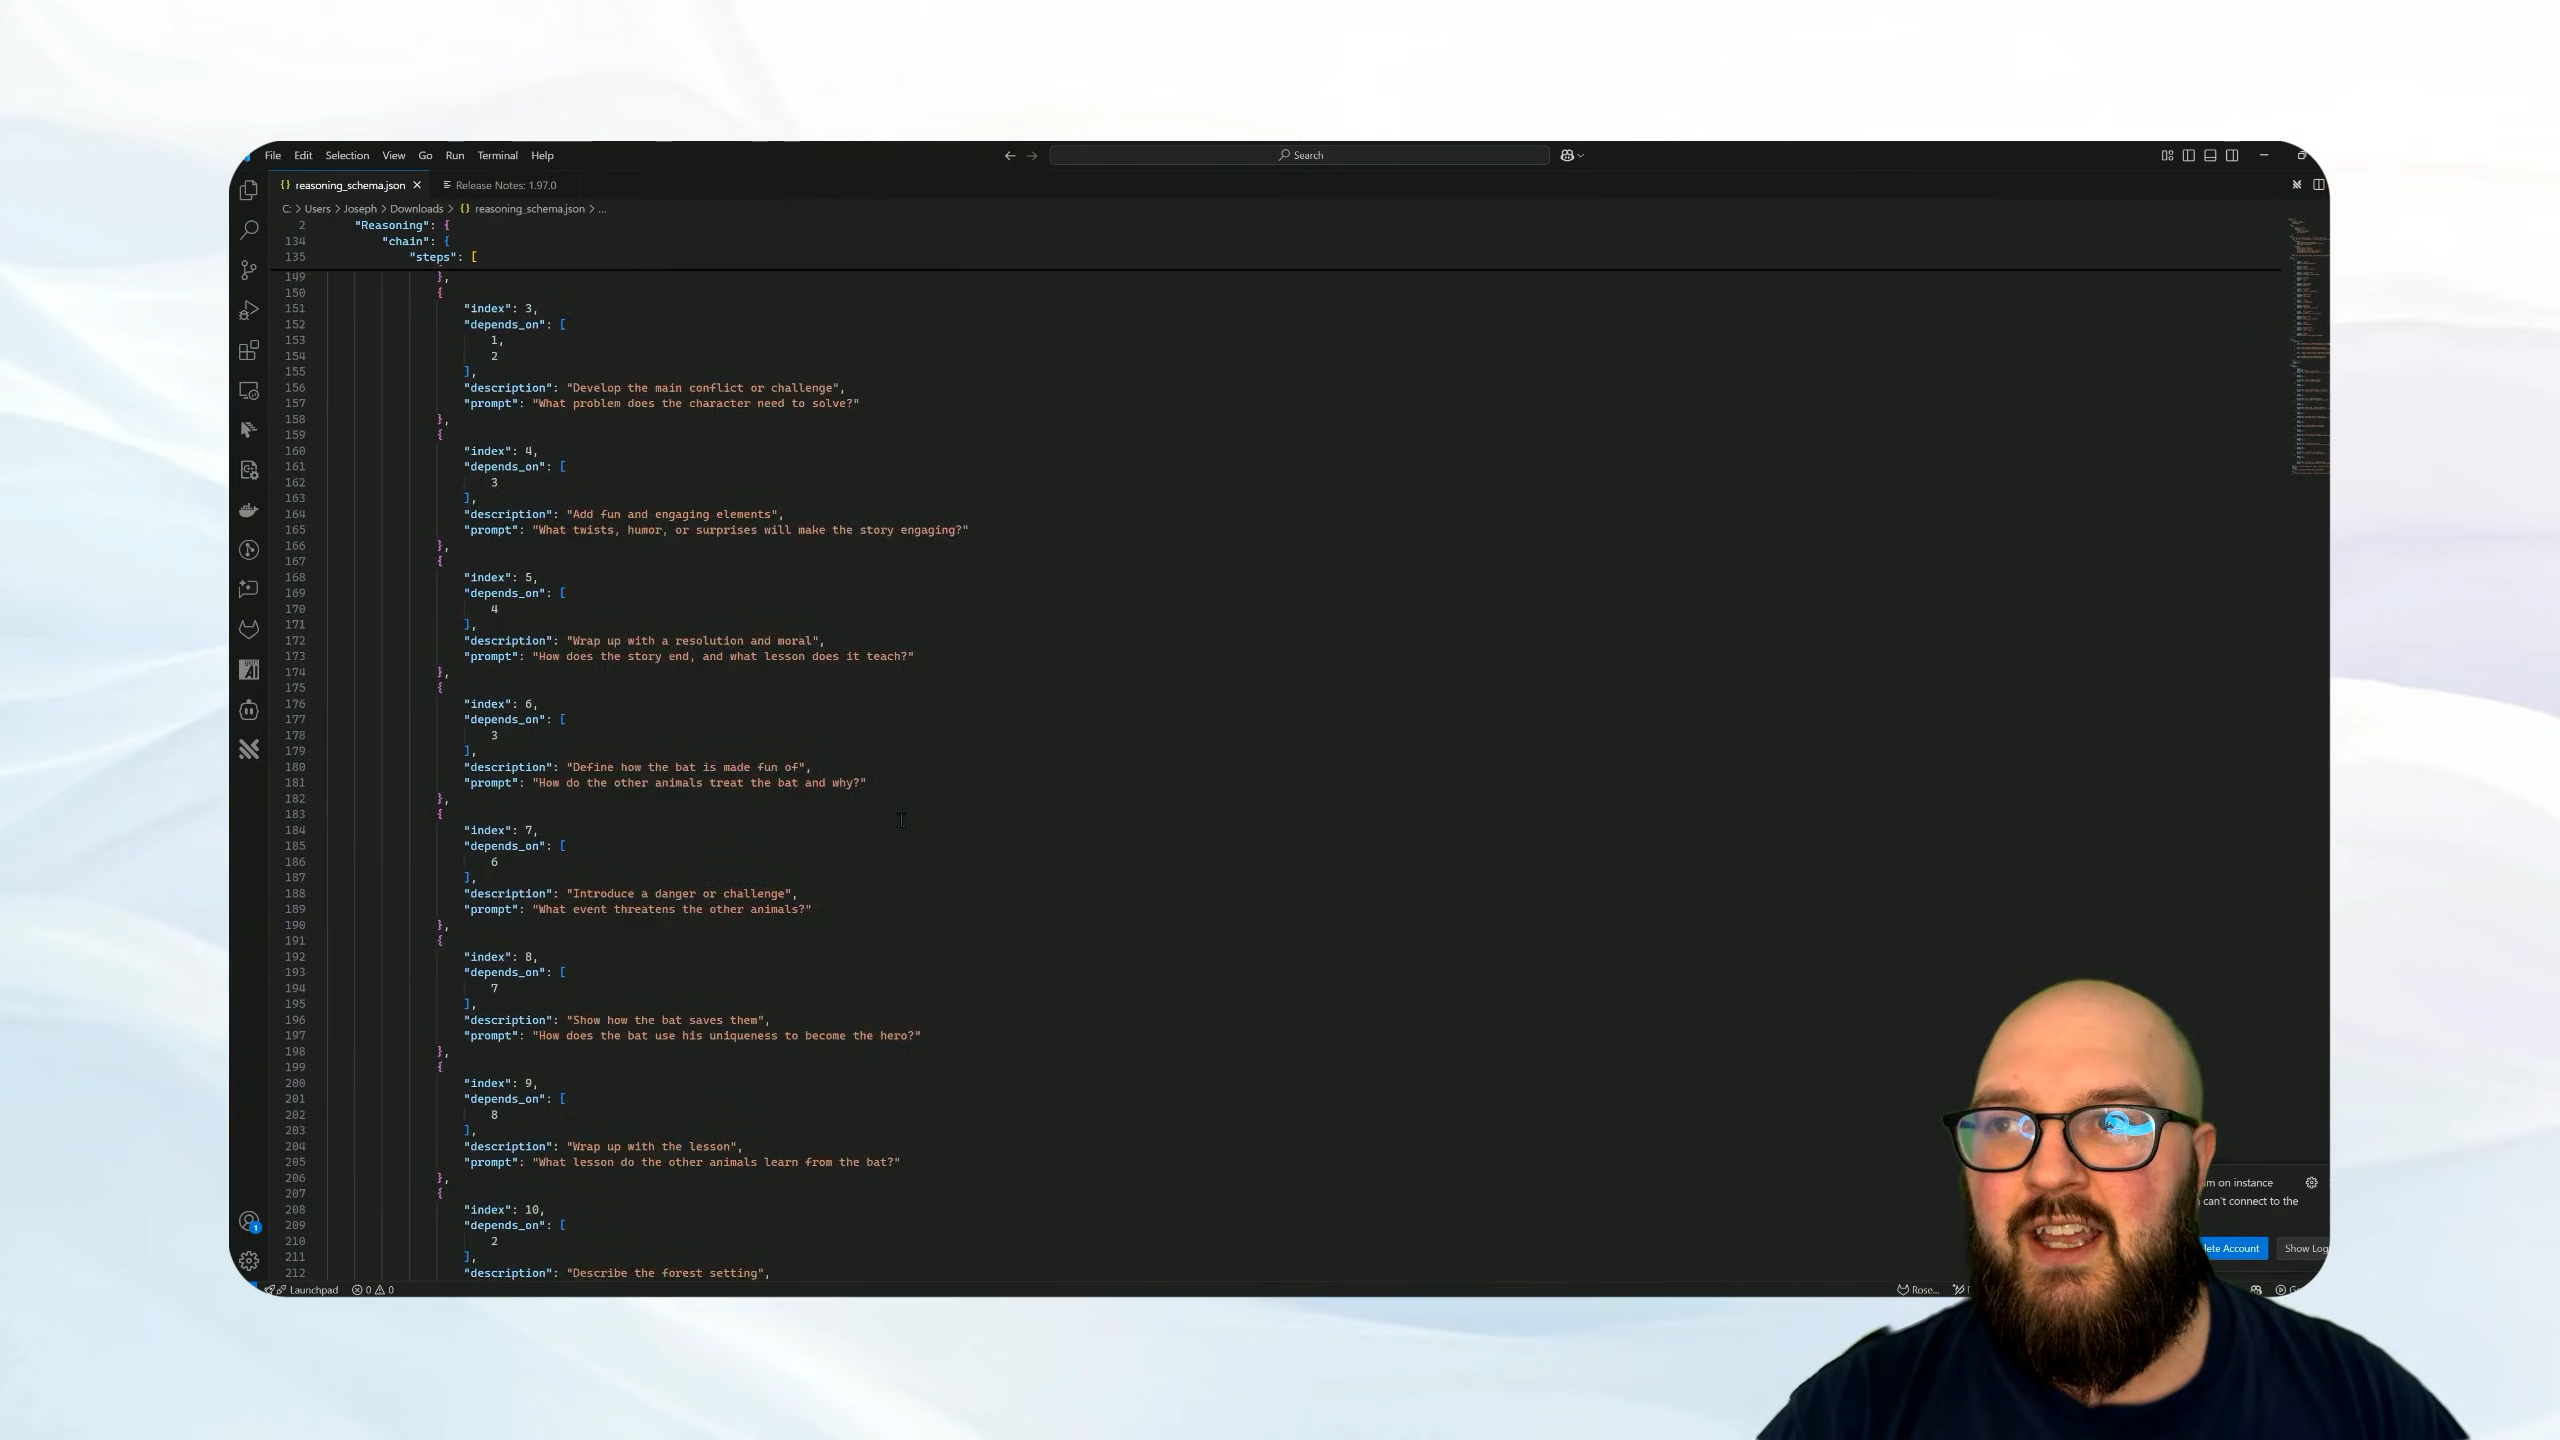 File Edit Selection View Go Run Terminal Help
Search
{} reasoning_schema.json ×
Release Notes: 1.97.0
C: > Users > Joseph > Downloads > {} reasoning_schema.json > ...
2 "Reasoning": {
134 "chain": {
135 "steps": [
149 },
150 {
151 "index": 3,
152 "depends_on": [
153 1,
154 2
155 ],
156 "description": "Develop the main conflict or challenge",
157 "prompt": "What problem does the character need to solve?"
158 },
159 {
160 "index": 4,
161 "depends_on": [
162 3
163 ],
164 "description": "Add fun and engaging elements",
165 "prompt": "What twists, humor, or surprises will make the story engaging?"
166 },
167 {
168 "index": 5,
169 "depends_on": [
170 4
171 ],
172 "description": "Wrap up with a resolution and moral",
173 "prompt": "How does the story end, and what lesson does it teach?"
174 },
175 {
176 "index": 6,
177 "depends_on": [
178 3
179 ],
180 "description": "Define how the bat is made fun of",
181 "prompt": "How do the other animals treat the bat and why?"
182 },
183 {
184 "index": 7,
185 "depends_on": [
186 6
187 ],
188 "description": "Introduce a danger or challenge",
189 "prompt": "What event threatens the other animals?"
190 },
191 {
192 "index": 8,
193 "depends_on": [
194 7
195 ],
196 "description": "Show how the bat saves them",
197 "prompt": "How does the bat use his uniqueness to become the hero?"
198 },
199 {
200 "index": 9,
201 "depends_on": [
202 8
203 ],
204 "description": "Wrap up with the lesson",
205 "prompt": "What lesson do the other animals learn from the bat?"
206 },
207 {
208 "index": 10,
209 "depends_on": [
210 2
211 ],
212 "description": "Describe the forest setting",
on instance
can't connect to the
Account
Show Log
1
Launchpad 0 0
Rose...